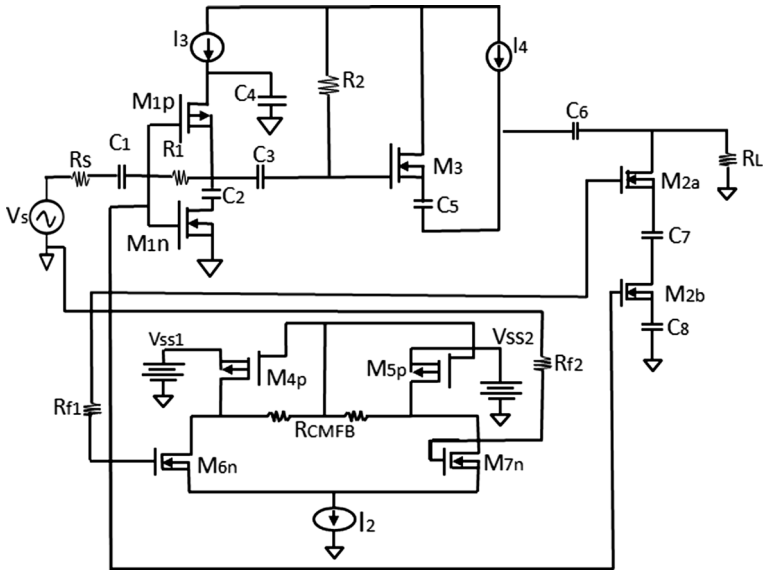 I3
I4
M1p
C4
R2
C6
Rs
C1
R1
C3
M3
RL
M2a
Vs
C2
C5
M1n
C7
M2b
C8
Vss1
M4p
M5p
VSS2
Rf2
Rf1
RCMFB
M6n
M7n
I2